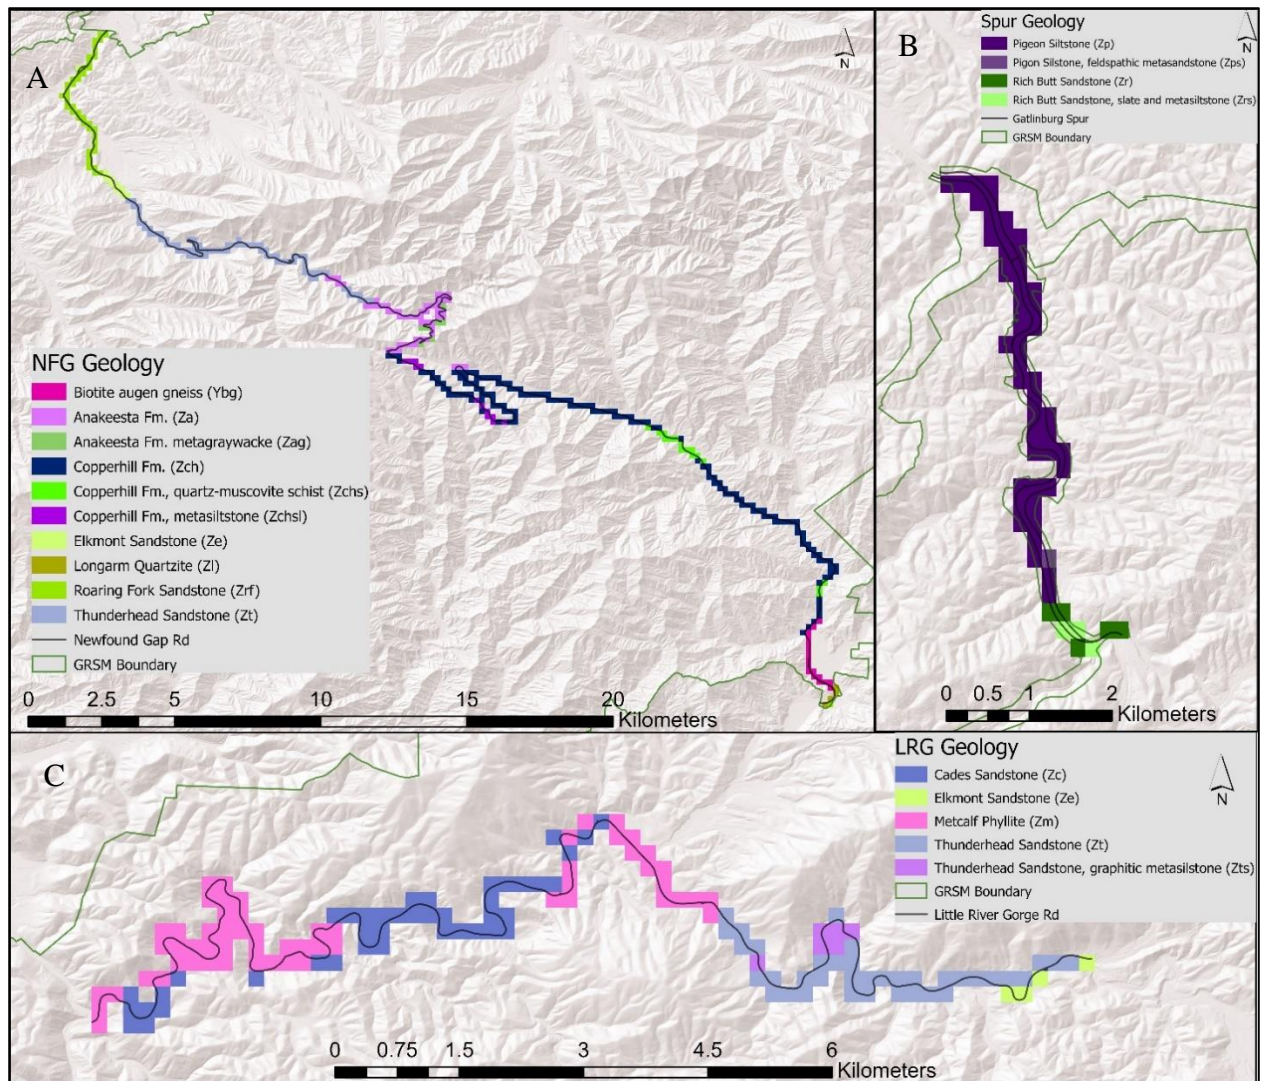 A
N
NFG Geology
Biotite augen gneiss (Ybg)
Anakeesta Fm. (Za)
Anakeesta Fm. metagraywacke (Zag)
Copperhill Fm. (Zch)
Copperhill Fm., quartz-muscovite schist (Zchs)
Copperhill Fm., metasiltstone (Zchsl)
Elkmont Sandstone (Ze)
Longarm Quartzite (Zl)
Roaring Fork Sandstone (Zrf)
Thunderhead Sandstone (Zt)
Newfound Gap Rd
GRSM Boundary
0 2.5 5 10 15 20
Kilometers
B
Spur Geology
N
Pigeon Siltstone (Zp)
Pigon Silstone, feldspathic metasandstone (Zps)
Rich Butt Sandstone (Zr)
Rich Butt Sandstone, slate and metasiltstone (Zrs)
Gatlinburg Spur
GRSM Boundary
0 0.5 1 2
Kilometers
C
LRG Geology
N
Cades Sandstone (Zc)
Elkmont Sandstone (Ze)
Metcalf Phyllite (Zm)
Thunderhead Sandstone (Zt)
Thunderhead Sandstone, graphitic metasilstone (Zts)
GRSM Boundary
Little River Gorge Rd
0 0.75 1.5 3 4.5 6
Kilometers